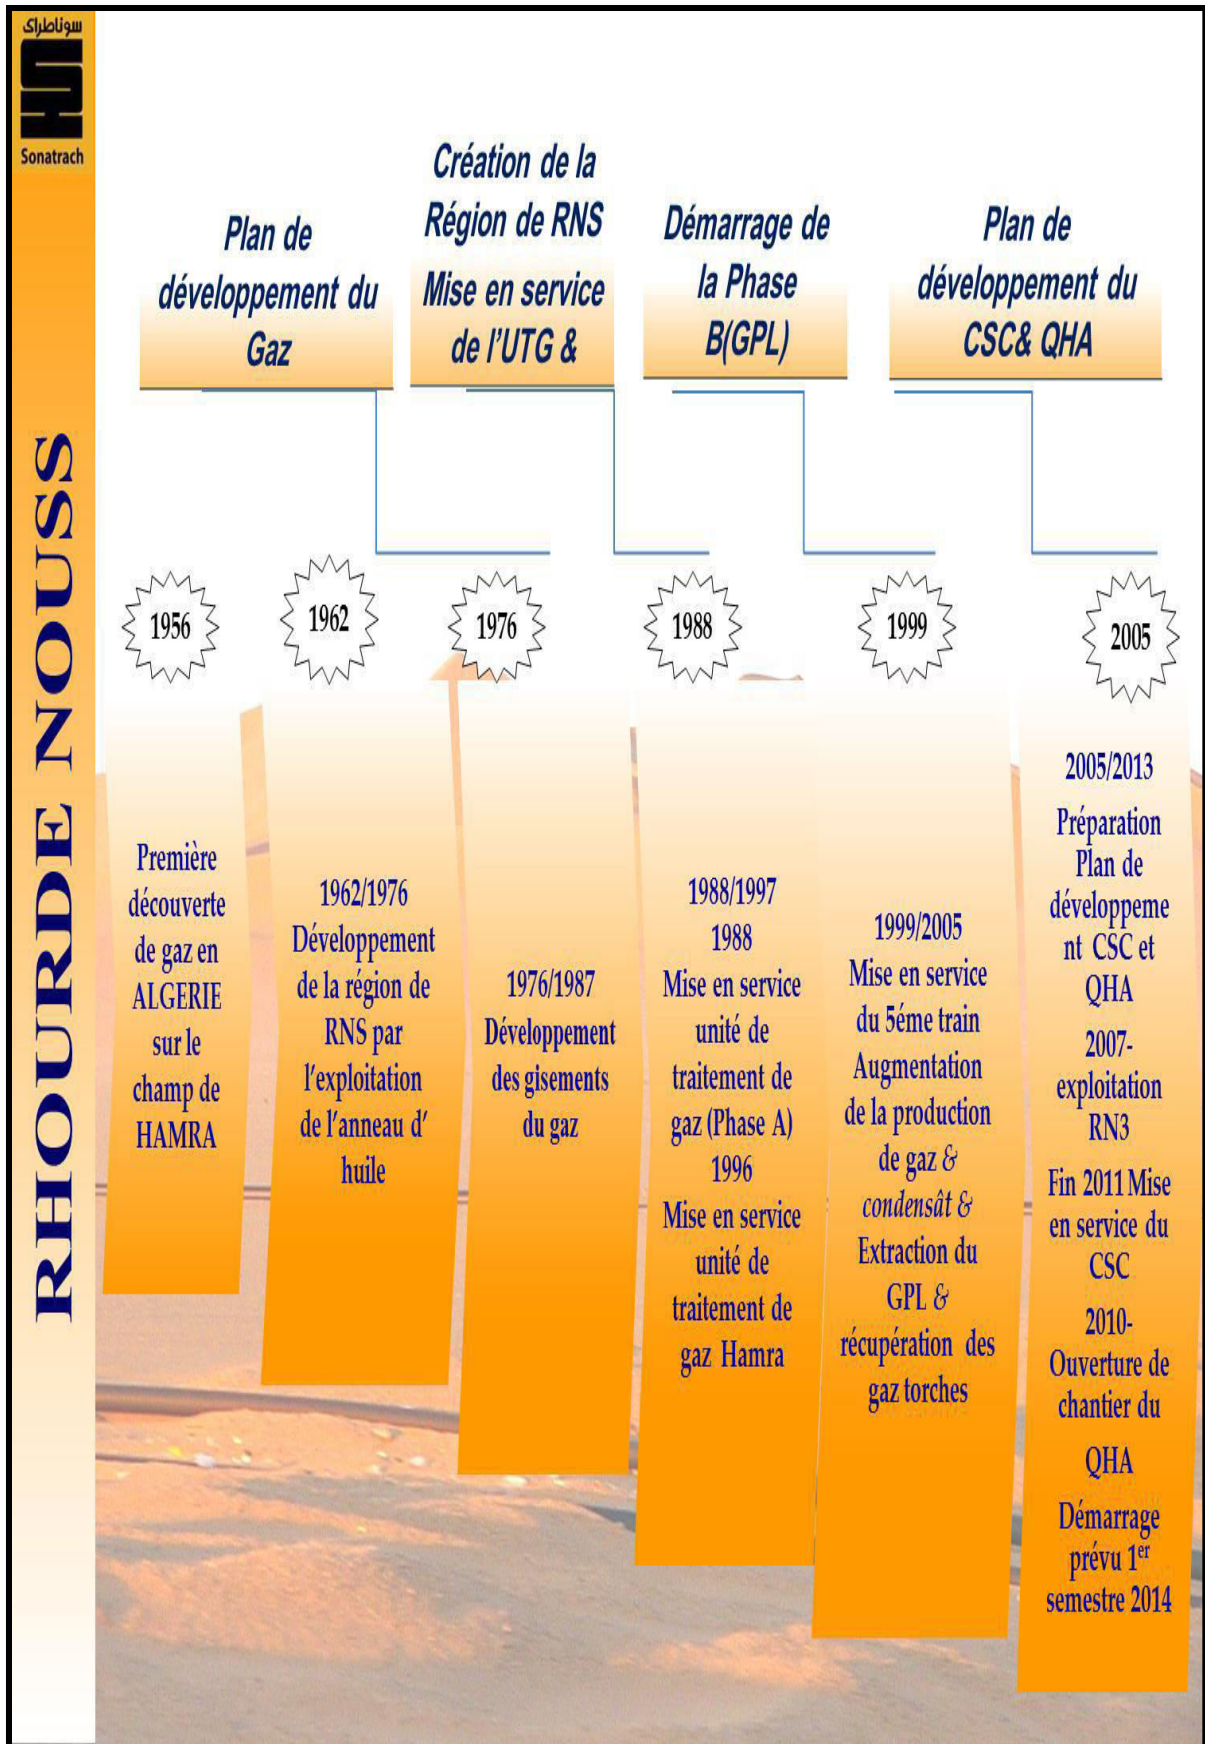 سوناطراك
Sonatrach
RHOURDE NOUSS
Plan de
développement du
Gaz
Création de la
Région de RNS
Mise en service
de l'UTG &
Démarrage de
la Phase
B(GPL)
Plan de
développement du
CSC& QHA
1956
1962
1976
1988
1999
2005
Première
découverte
de gaz en
ALGERIE
sur le
champ de
HAMRA
1962/1976
Développement
de la région de
RNS par
l'exploitation
de l'anneau d'
huile
1976/1987
Développement
des gisements
du gaz
1988/1997
1988
Mise en service
unité de
traitement de
gaz (Phase A)
1996
Mise en service
unité de
traitement de
gaz Hamra
1999/2005
Mise en service
du 5éme train
Augmentation
de la production
de gaz &
condensât &
Extraction du
GPL &
récupération des
gaz torches
2005/2013
Préparation
Plan de
développeme
nt CSC et
QHA
2007-
exploitation
RN3
Fin 2011 Mise
en service du
CSC
2010-
Ouverture de
chantier du
QHA
Démarrage
prévu 1er
semestre 2014